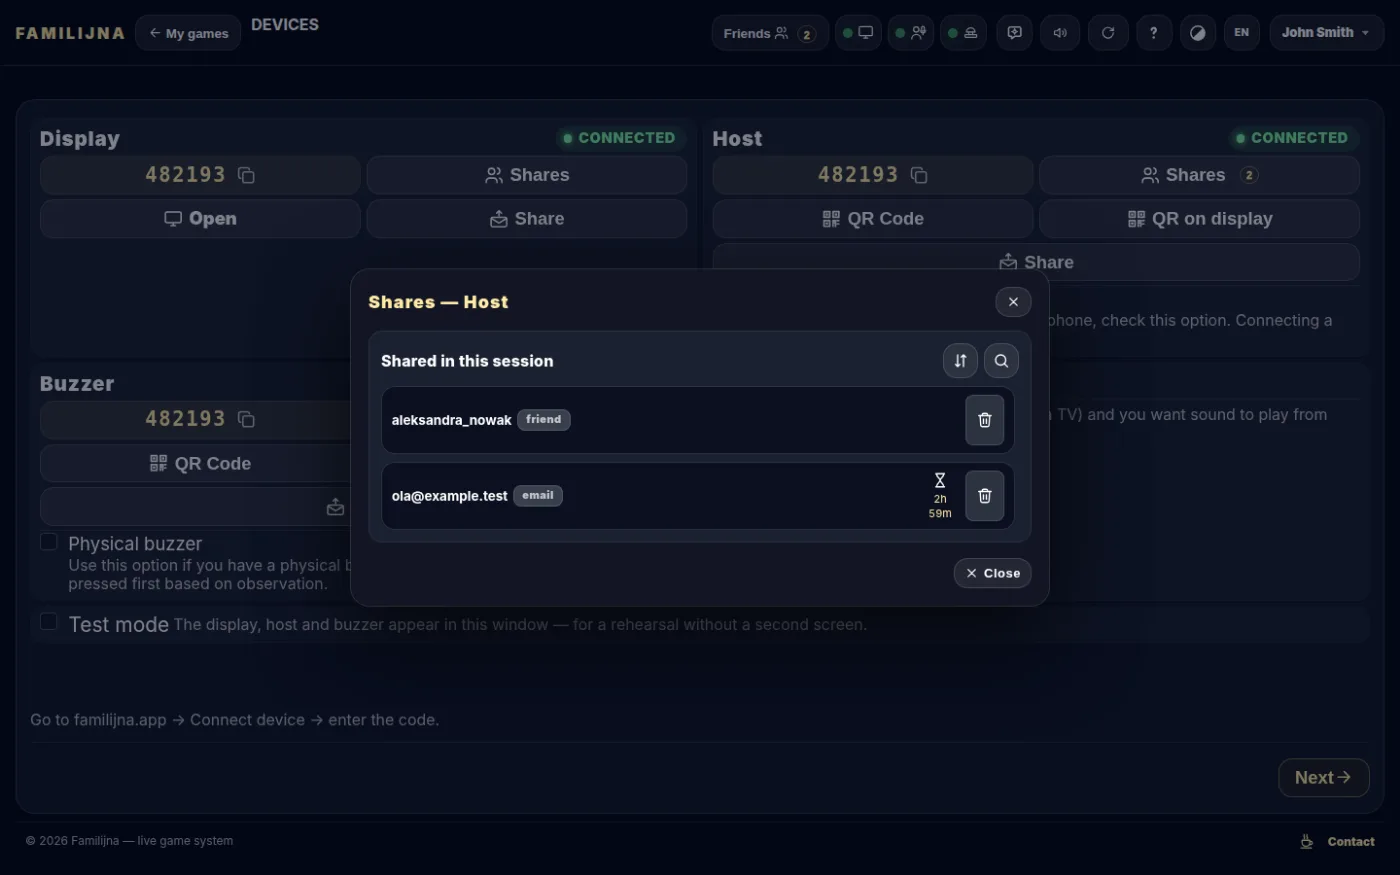 FAMILIJNA
← My games
DEVICES
Friends 2
EN
John Smith
Display
CONNECTED
482193
Shares
Open
Share
Host
CONNECTED
482193
Shares 2
QR Code
QR on display
Share
phone, check this option. Connecting a
Shares — Host
Shared in this session
aleksandra_nowak friend
ola@example.test email
2h
59m
Close
Buzzer
482193
QR Code
TV) and you want sound to play from
Physical buzzer
Use this option if you have a physical
pressed first based on observation.
Test mode The display, host and buzzer appear in this window — for a rehearsal without a second screen.
Go to familijna.app → Connect device → enter the code.
Next →
© 2026 Familijna — live game system
Contact